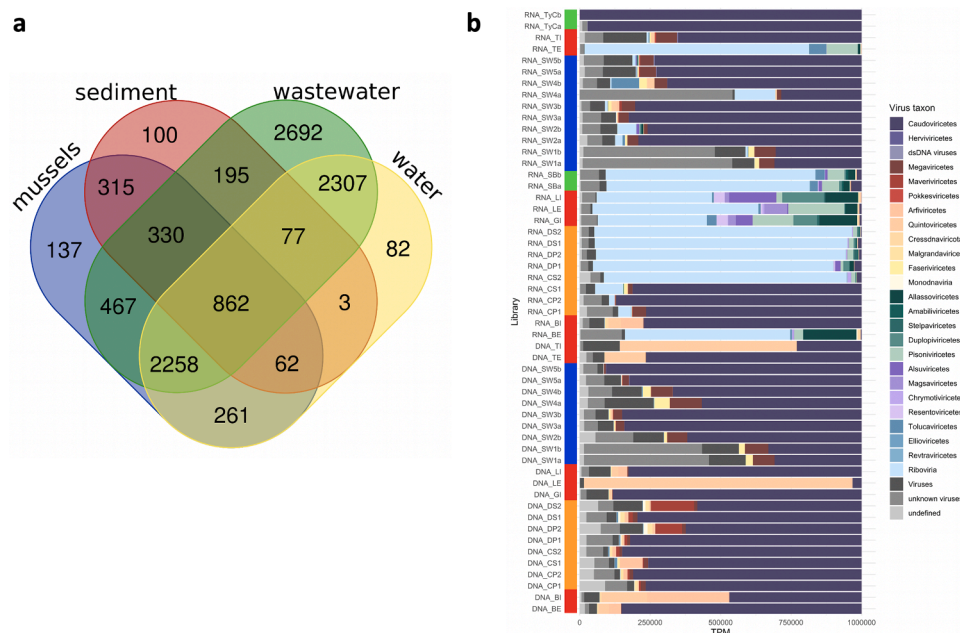 a
sediment
wastewater
mussels
water
100
2692
315
195
2307
137
330
77
82
467
862
3
2258
62
261
b
RNA_TyCb
RNA_TyCa
RNA_TI
RNA_TE
RNA_SW5b
RNA_SW5a
RNA_SW4b
RNA_SW4a
RNA_SW3b
RNA_SW3a
RNA_SW2b
RNA_SW2a
RNA_SW1b
RNA_SW1a
RNA_SBb
RNA_SBa
RNA_LI
RNA_LE
RNA_GI
RNA_DS2
RNA_DS1
RNA_DP2
RNA_DP1
RNA_CS2
RNA_CS1
RNA_CP2
RNA_CP1
RNA_BI
RNA_BE
DNA_TI
DNA_TE
DNA_SW5b
DNA_SW5a
DNA_SW4b
DNA_SW4a
DNA_SW3b
DNA_SW3a
DNA_SW2b
DNA_SW1b
DNA_SW1a
DNA_LI
DNA_LE
DNA_GI
DNA_DS2
DNA_DS1
DNA_DP2
DNA_DP1
DNA_CS2
DNA_CS1
DNA_CP2
DNA_CP1
DNA_BI
DNA_BE
Library
0
250000
500000
750000
1000000
TPM
Virus taxon
Caudoviricetes
Herviviricetes
dsDNA viruses
Megaviricetes
Maveriviricetes
Pokkesviricetes
Arfiviricetes
Quintoviricetes
Cressdnaviricota
Malgrandaviricetes
Faserviricetes
Monodnaviria
Allassoviricetes
Amabiliviricetes
Stelpaviricetes
Duplopiviricetes
Pisoniviricetes
Alsuviricetes
Magsaviricetes
Chrymotiviricetes
Resentoviricetes
Tolucaviricetes
Ellioviricetes
Revtraviricetes
Riboviria
Viruses
unknown viruses
undefined